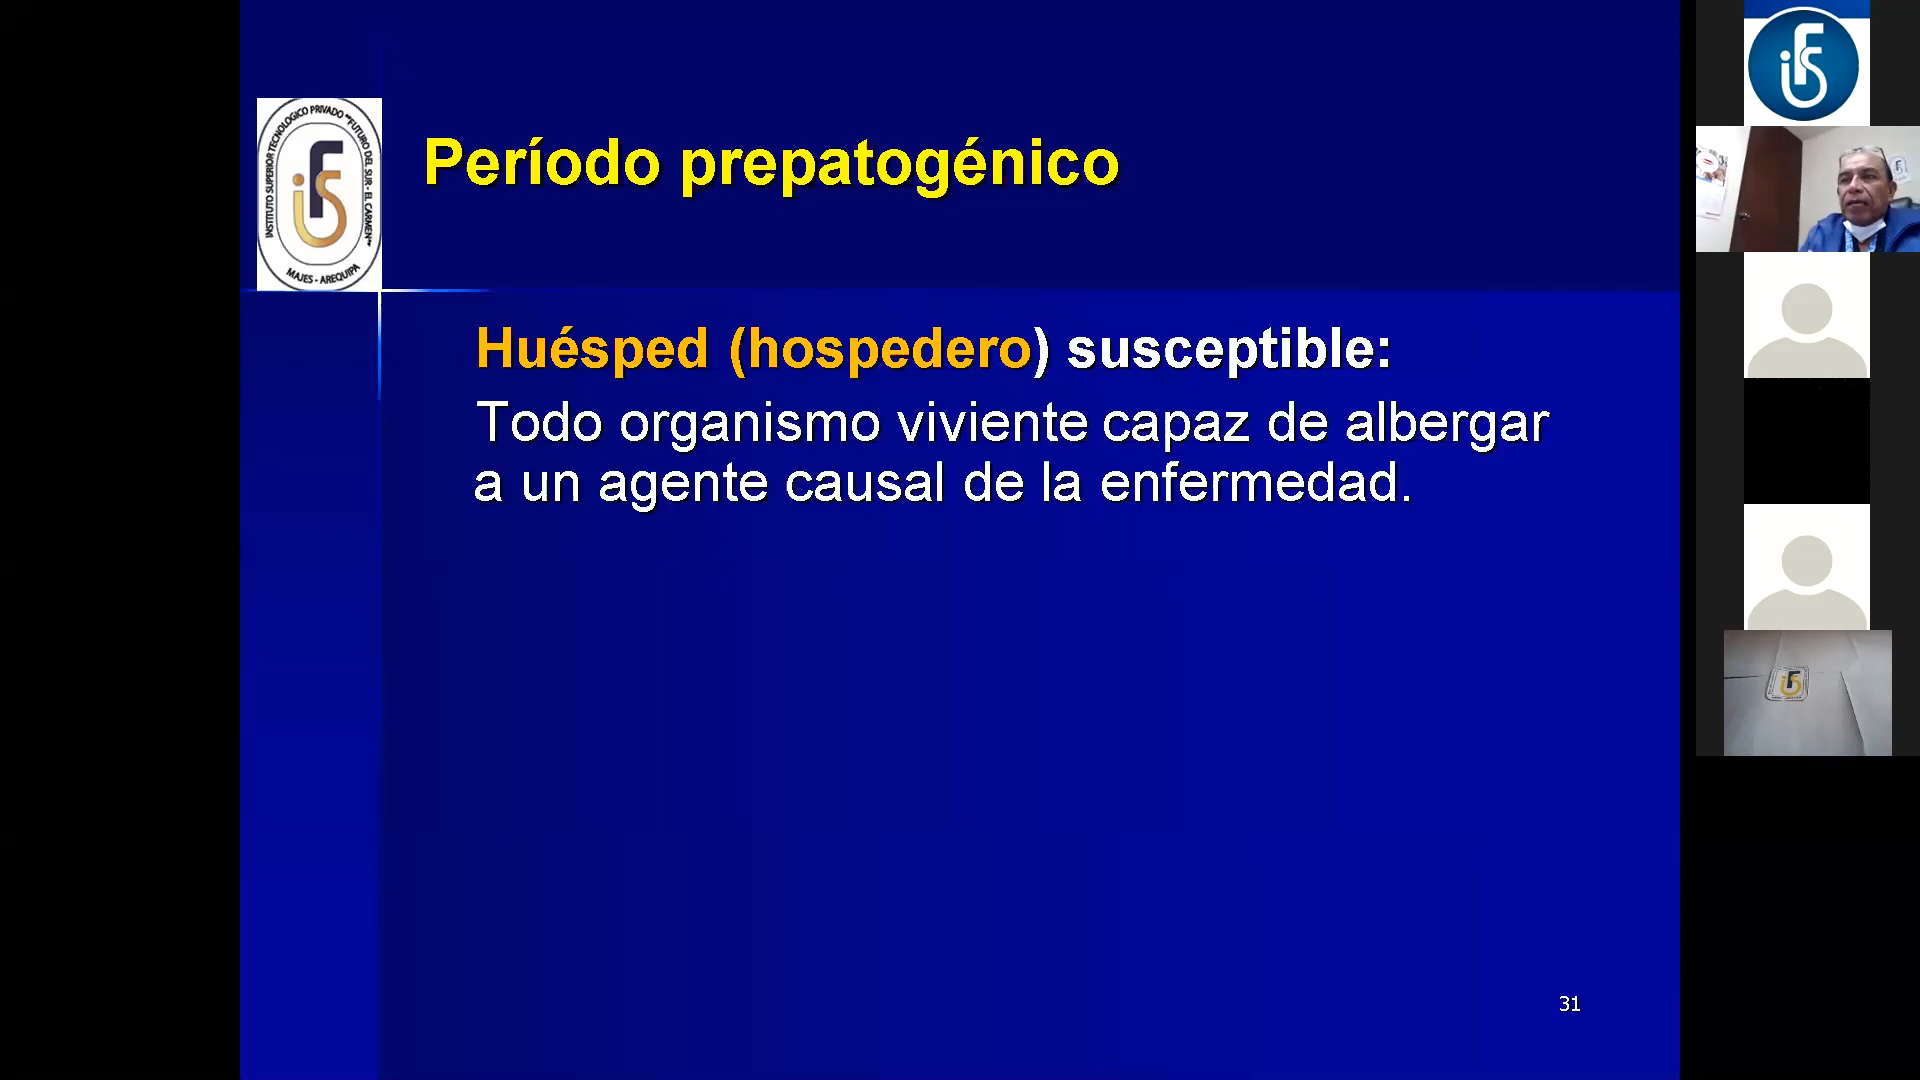 INSTITUTO SUPERIOR TECNOLOGICO PRIVADO "FUTURO DEL SUR - EL CARMEN"
MAJES - AREQUIPA
Período prepatogénico
Huésped (hospedero) susceptible:
Todo organismo viviente capaz de albergar
a un agente causal de la enfermedad.
31